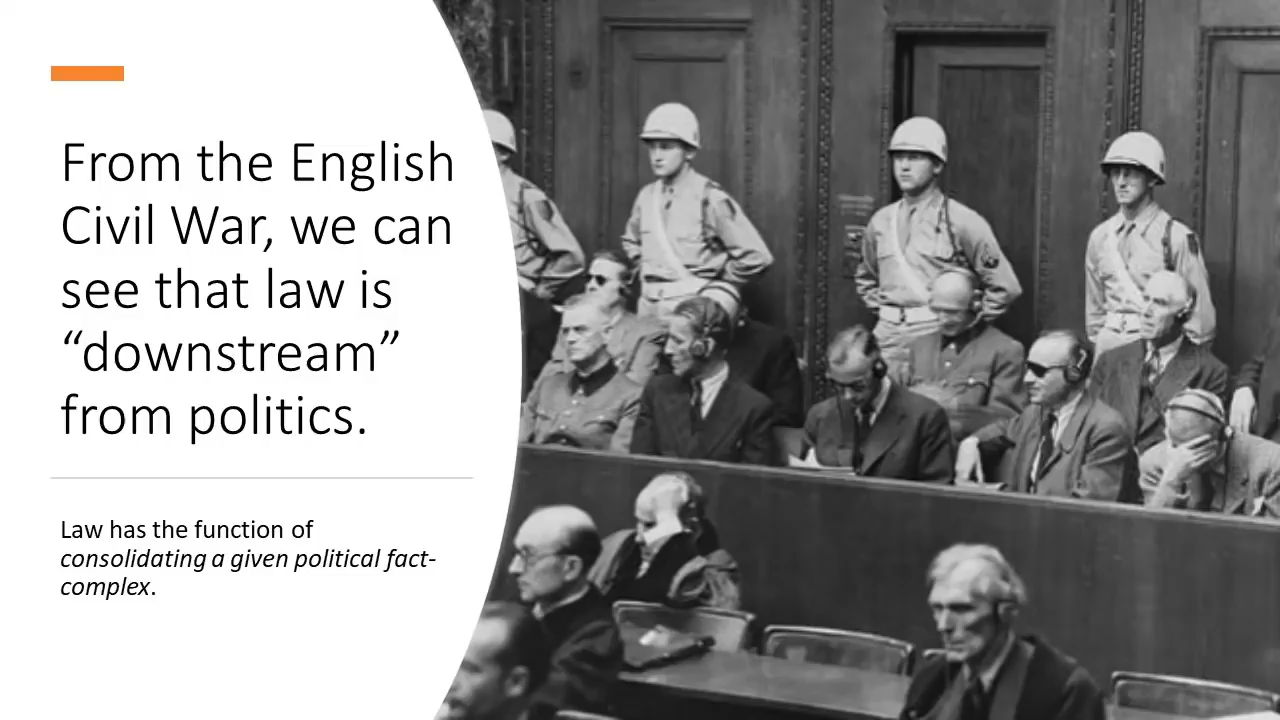 From the English
Civil War, we can
see that law is
“downstream”
from politics.
Law has the function of
consolidating a given political fact-
complex.